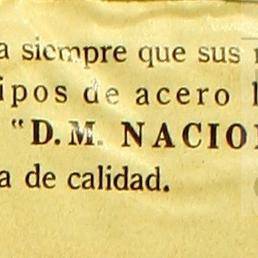 a siempre que sus
ipos de acero
"D.M. NACIO
a de calidad.